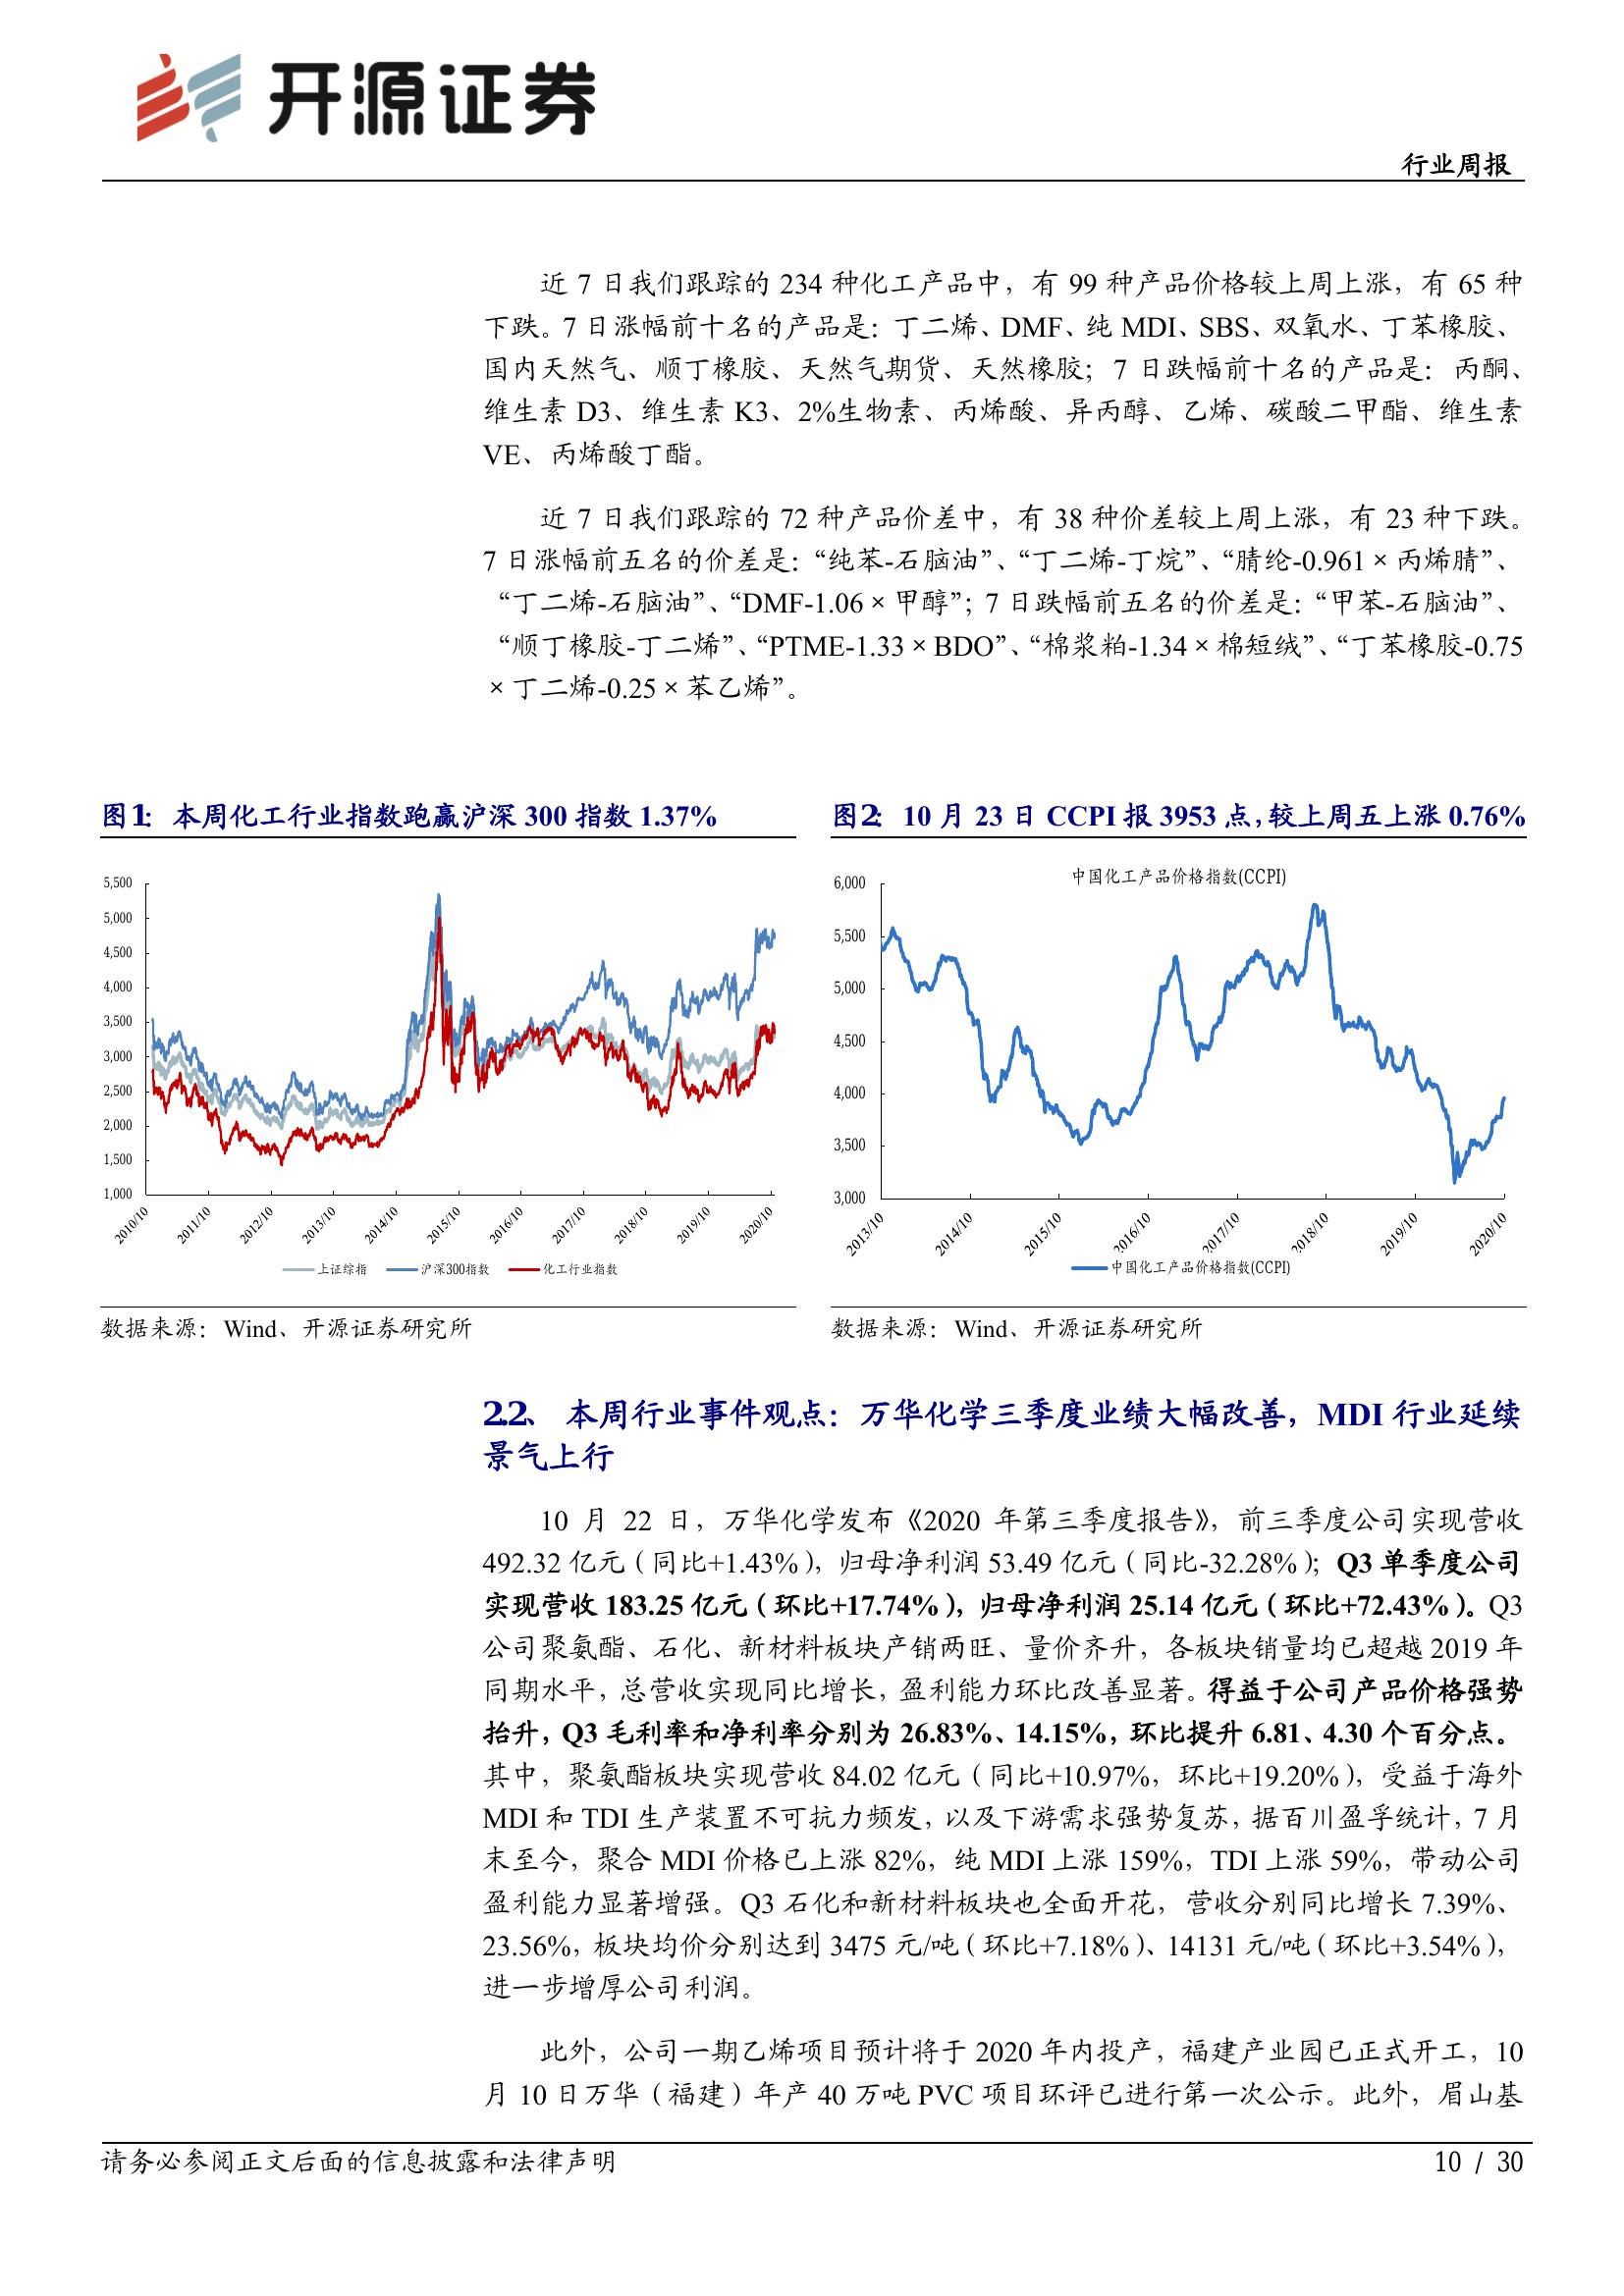 开源证券
行业周报
近 7 日我们跟踪的 234 种化工产品中，有 99 种产品价格较上周上涨，有 65 种
下跌。7 日涨幅前十名的产品是：丁二烯、DMF、纯 MDI、SBS、双氧水、丁苯橡胶、
国内天然气、顺丁橡胶、天然气期货、天然橡胶；7 日跌幅前十名的产品是：丙酮、
维生素 D3、维生素 K3、2%生物素、丙烯酸、异丙醇、乙烯、碳酸二甲酯、维生素
VE、丙烯酸丁酯。
近 7 日我们跟踪的 72 种产品价差中，有 38 种价差较上周上涨，有 23 种下跌。
7 日涨幅前五名的价差是：“纯苯-石脑油”、“丁二烯-丁烷”、“腈纶-0.961×丙烯腈”、
“丁二烯-石脑油”、“DMF-1.06×甲醇”；7 日跌幅前五名的价差是：“甲苯-石脑油”、
“顺丁橡胶-丁二烯”、“PTME-1.33×BDO”、“棉浆粕-1.34×棉短绒”、“丁苯橡胶-0.75
×丁二烯-0.25×苯乙烯”。
图1：本周化工行业指数跑赢沪深 300 指数 1.37%
5,500
5,000
4,500
4,000
3,500
3,000
2,500
2,000
1,500
1,000
2010/10 2011/10 2012/10 2013/10 2014/10 2015/10 2016/10 2017/10 2018/10 2019/10 2020/10
上证综指 沪深300指数 化工行业指数
数据来源：Wind、开源证券研究所
图2：10 月 23 日 CCPI 报 3953 点，较上周五上涨 0.76%
中国化工产品价格指数(CCPI)
6,000
5,500
5,000
4,500
4,000
3,500
3,000
2013/10 2014/10 2015/10 2016/10 2017/10 2018/10 2019/10 2020/10
中国化工产品价格指数(CCPI)
数据来源：Wind、开源证券研究所
2.2、 本周行业事件观点：万华化学三季度业绩大幅改善，MDI 行业延续
景气上行
10 月 22 日，万华化学发布《2020 年第三季度报告》，前三季度公司实现营收
492.32 亿元（同比+1.43%），归母净利润 53.49 亿元（同比-32.28%）；Q3 单季度公司
实现营收 183.25 亿元（环比+17.74%），归母净利润 25.14 亿元（环比+72.43%）。Q3
公司聚氨酯、石化、新材料板块产销两旺、量价齐升，各板块销量均已超越 2019 年
同期水平，总营收实现同比增长，盈利能力环比改善显著。得益于公司产品价格强势
抬升，Q3 毛利率和净利率分别为 26.83%、14.15%，环比提升 6.81、4.30 个百分点。
其中，聚氨酯板块实现营收 84.02 亿元（同比+10.97%，环比+19.20%），受益于海外
MDI 和 TDI 生产装置不可抗力频发，以及下游需求强势复苏，据百川盈孚统计，7 月
末至今，聚合 MDI 价格已上涨 82%，纯 MDI 上涨 159%，TDI 上涨 59%，带动公司
盈利能力显著增强。Q3 石化和新材料板块也全面开花，营收分别同比增长 7.39%、
23.56%，板块均价分别达到 3475 元/吨（环比+7.18%）、14131 元/吨（环比+3.54%），
进一步增厚公司利润。
此外，公司一期乙烯项目预计将于 2020 年内投产，福建产业园已正式开工，10
月 10 日万华（福建）年产 40 万吨 PVC 项目环评已进行第一次公示。此外，眉山基
请务必参阅正文后面的信息披露和法律声明
10 / 30